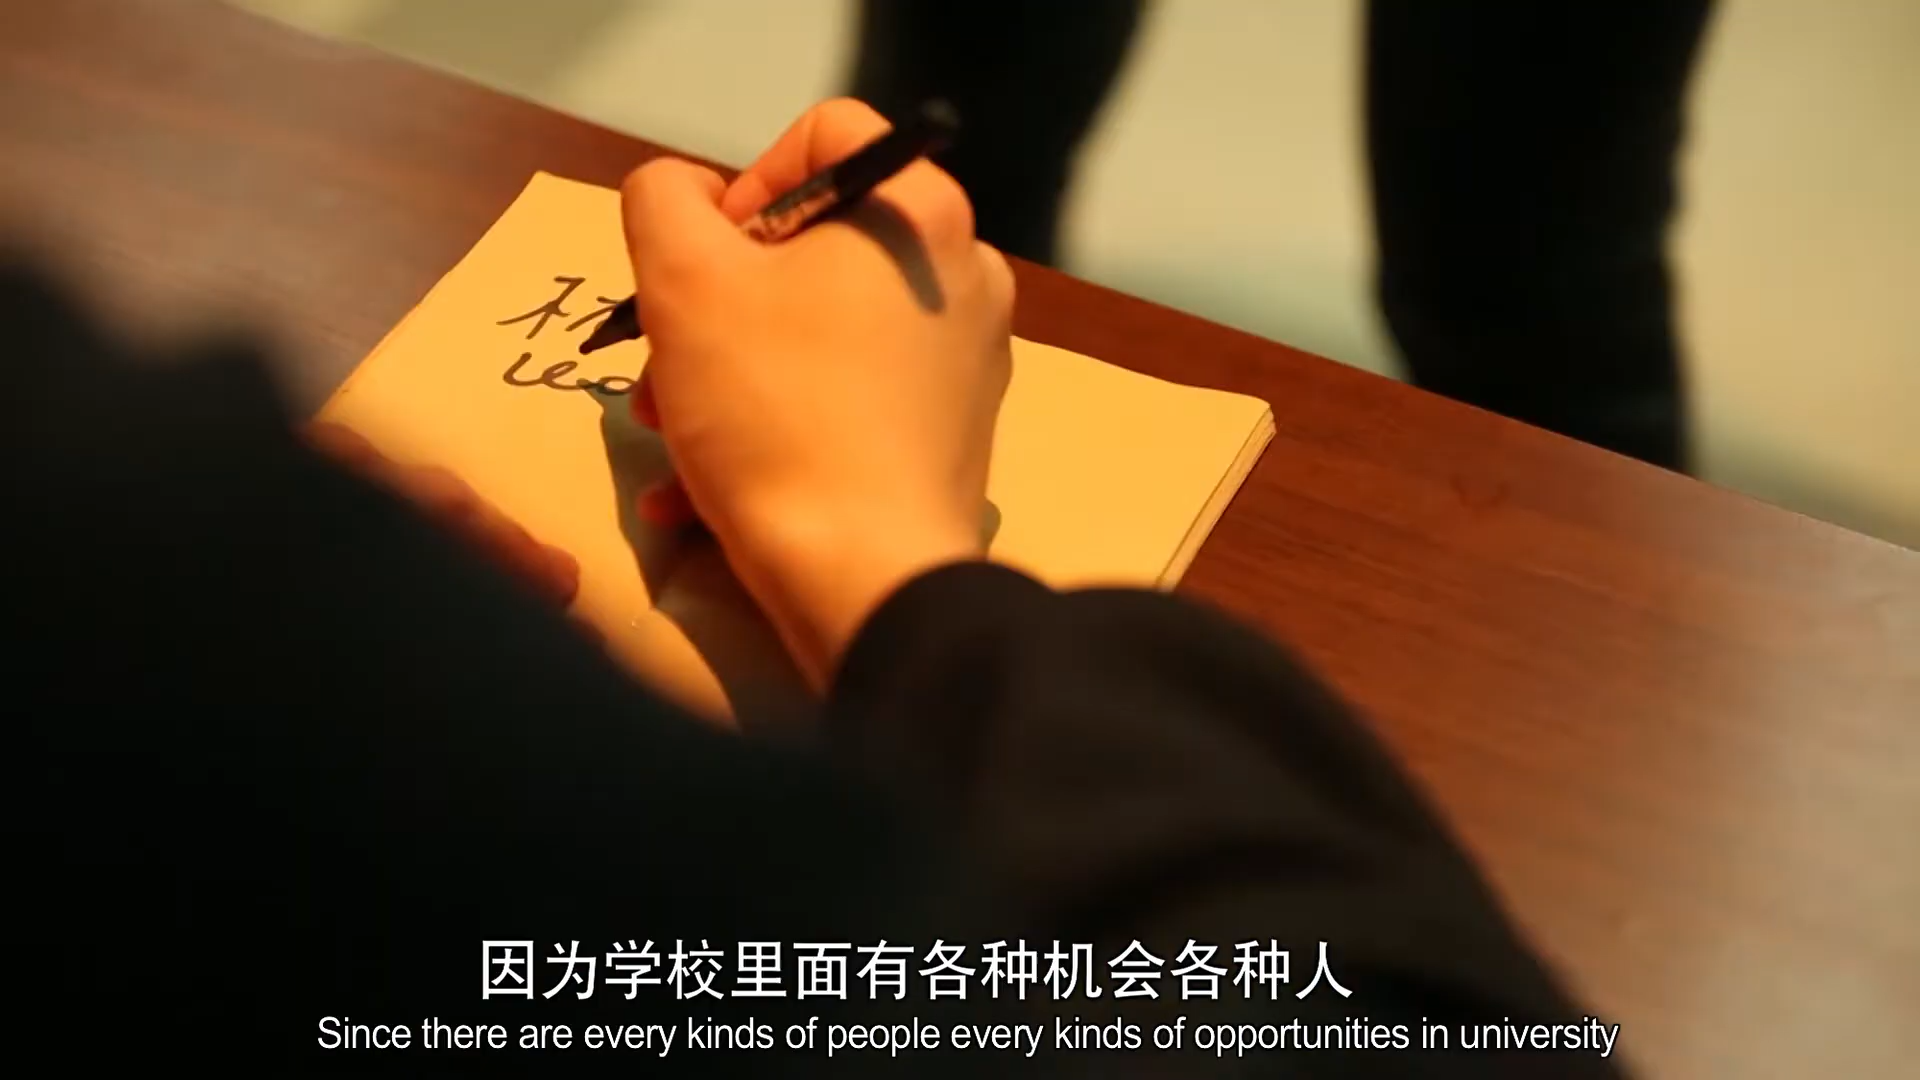 因为学校里面有各种机会各种人
Since there are every kinds of people every kinds of opportunities in university